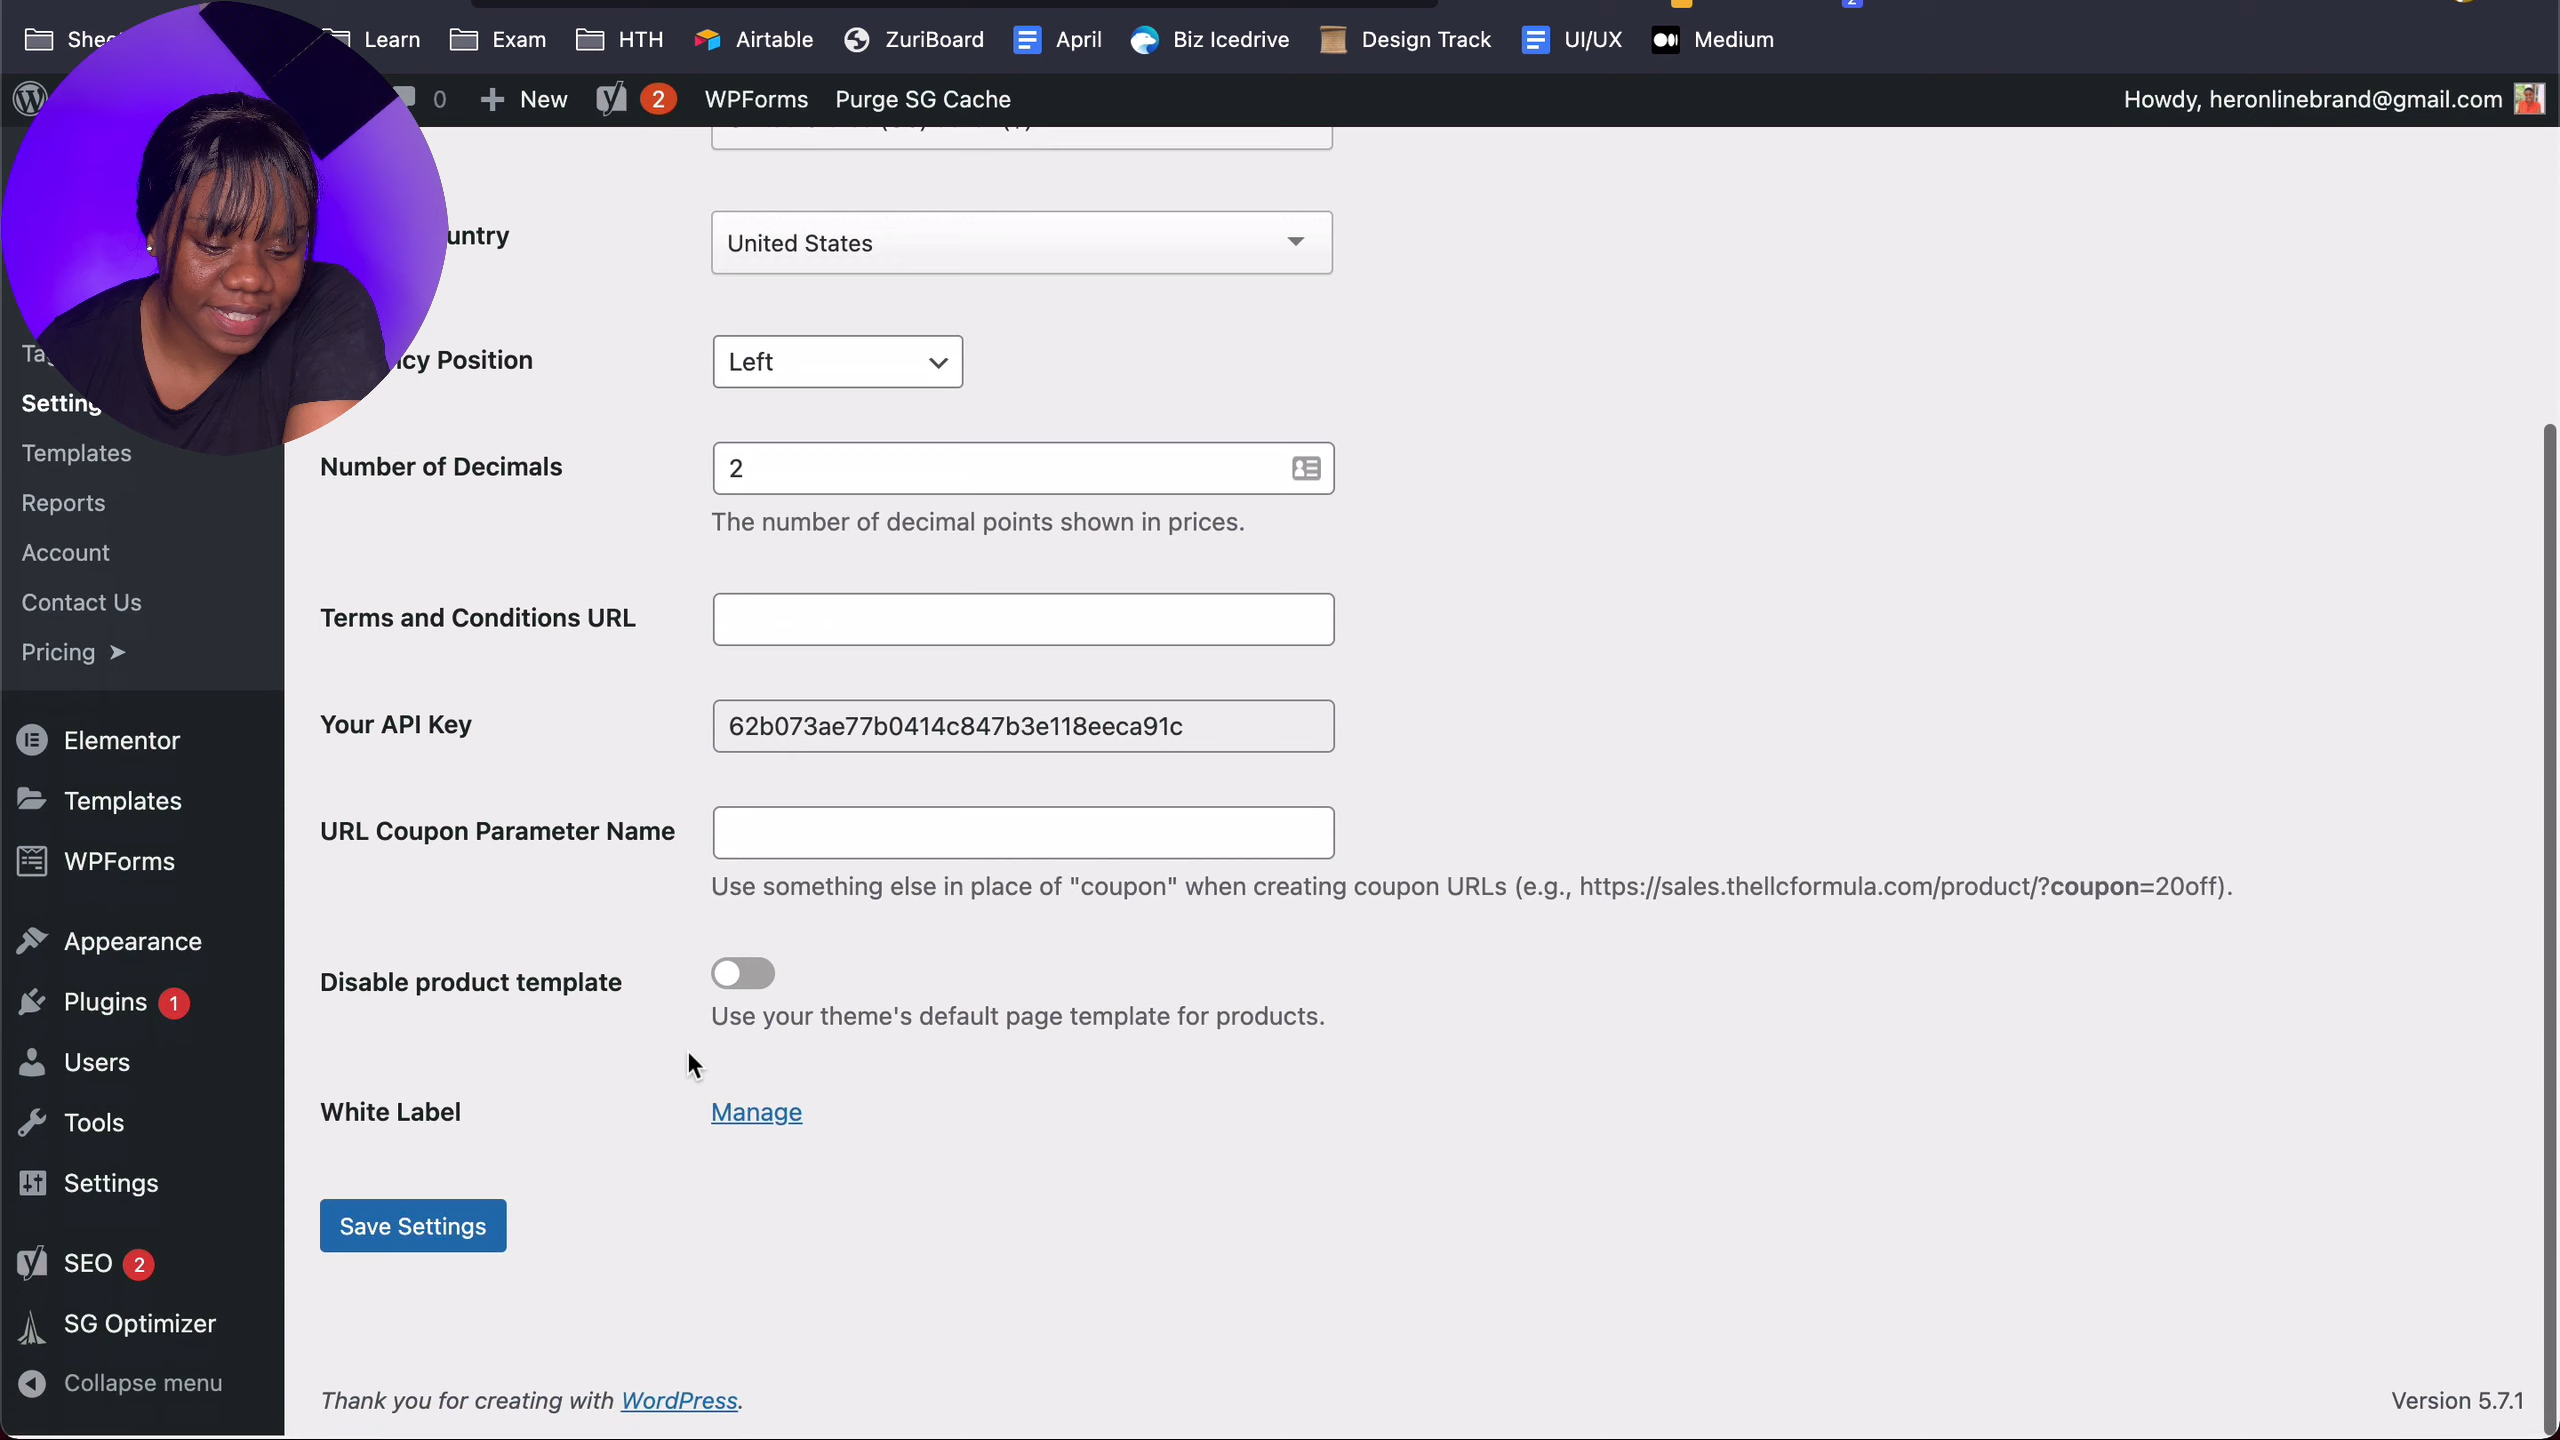 Learn
Exam
HTH
Airtable
ZuriBoard
April
Biz Icedrive
Design Track
UI/UX
Medium
0
New
2
WPForms
Purge SG Cache
Howdy, heronlinebrand@gmail.com
United States
Position
Left
Settings
Templates
Reports
Account
Contact Us
Pricing ➤
Number of Decimals
2
The number of decimal points shown in prices.
Terms and Conditions URL
Your API Key
62b073ae77b0414c847b3e118eeca91c
URL Coupon Parameter Name
Use something else in place of "coupon" when creating coupon URLs (e.g., https://sales.thellcformula.com/product/?coupon=20off).
Disable product template
Use your theme's default page template for products.
White Label
Manage
Save Settings
Elementor
Templates
WPForms
Appearance
Plugins 1
Users
Tools
Settings
SEO 2
SG Optimizer
Collapse menu
Thank you for creating with WordPress.
Version 5.7.1